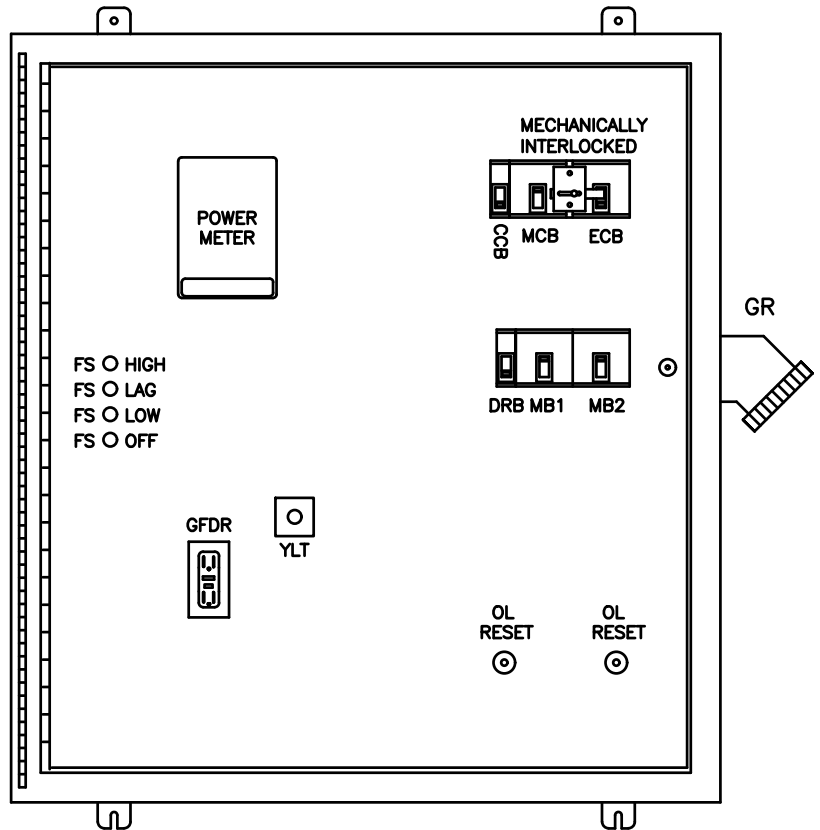 MECHANICALLY
INTERLOCKED
POWER
METER
CCB
MCB
ECB
GR
FS HIGH
FS LAG
FS LOW
FS OFF
DRB MB1 MB2
GFDR
YLT
OL
RESET
OL
RESET